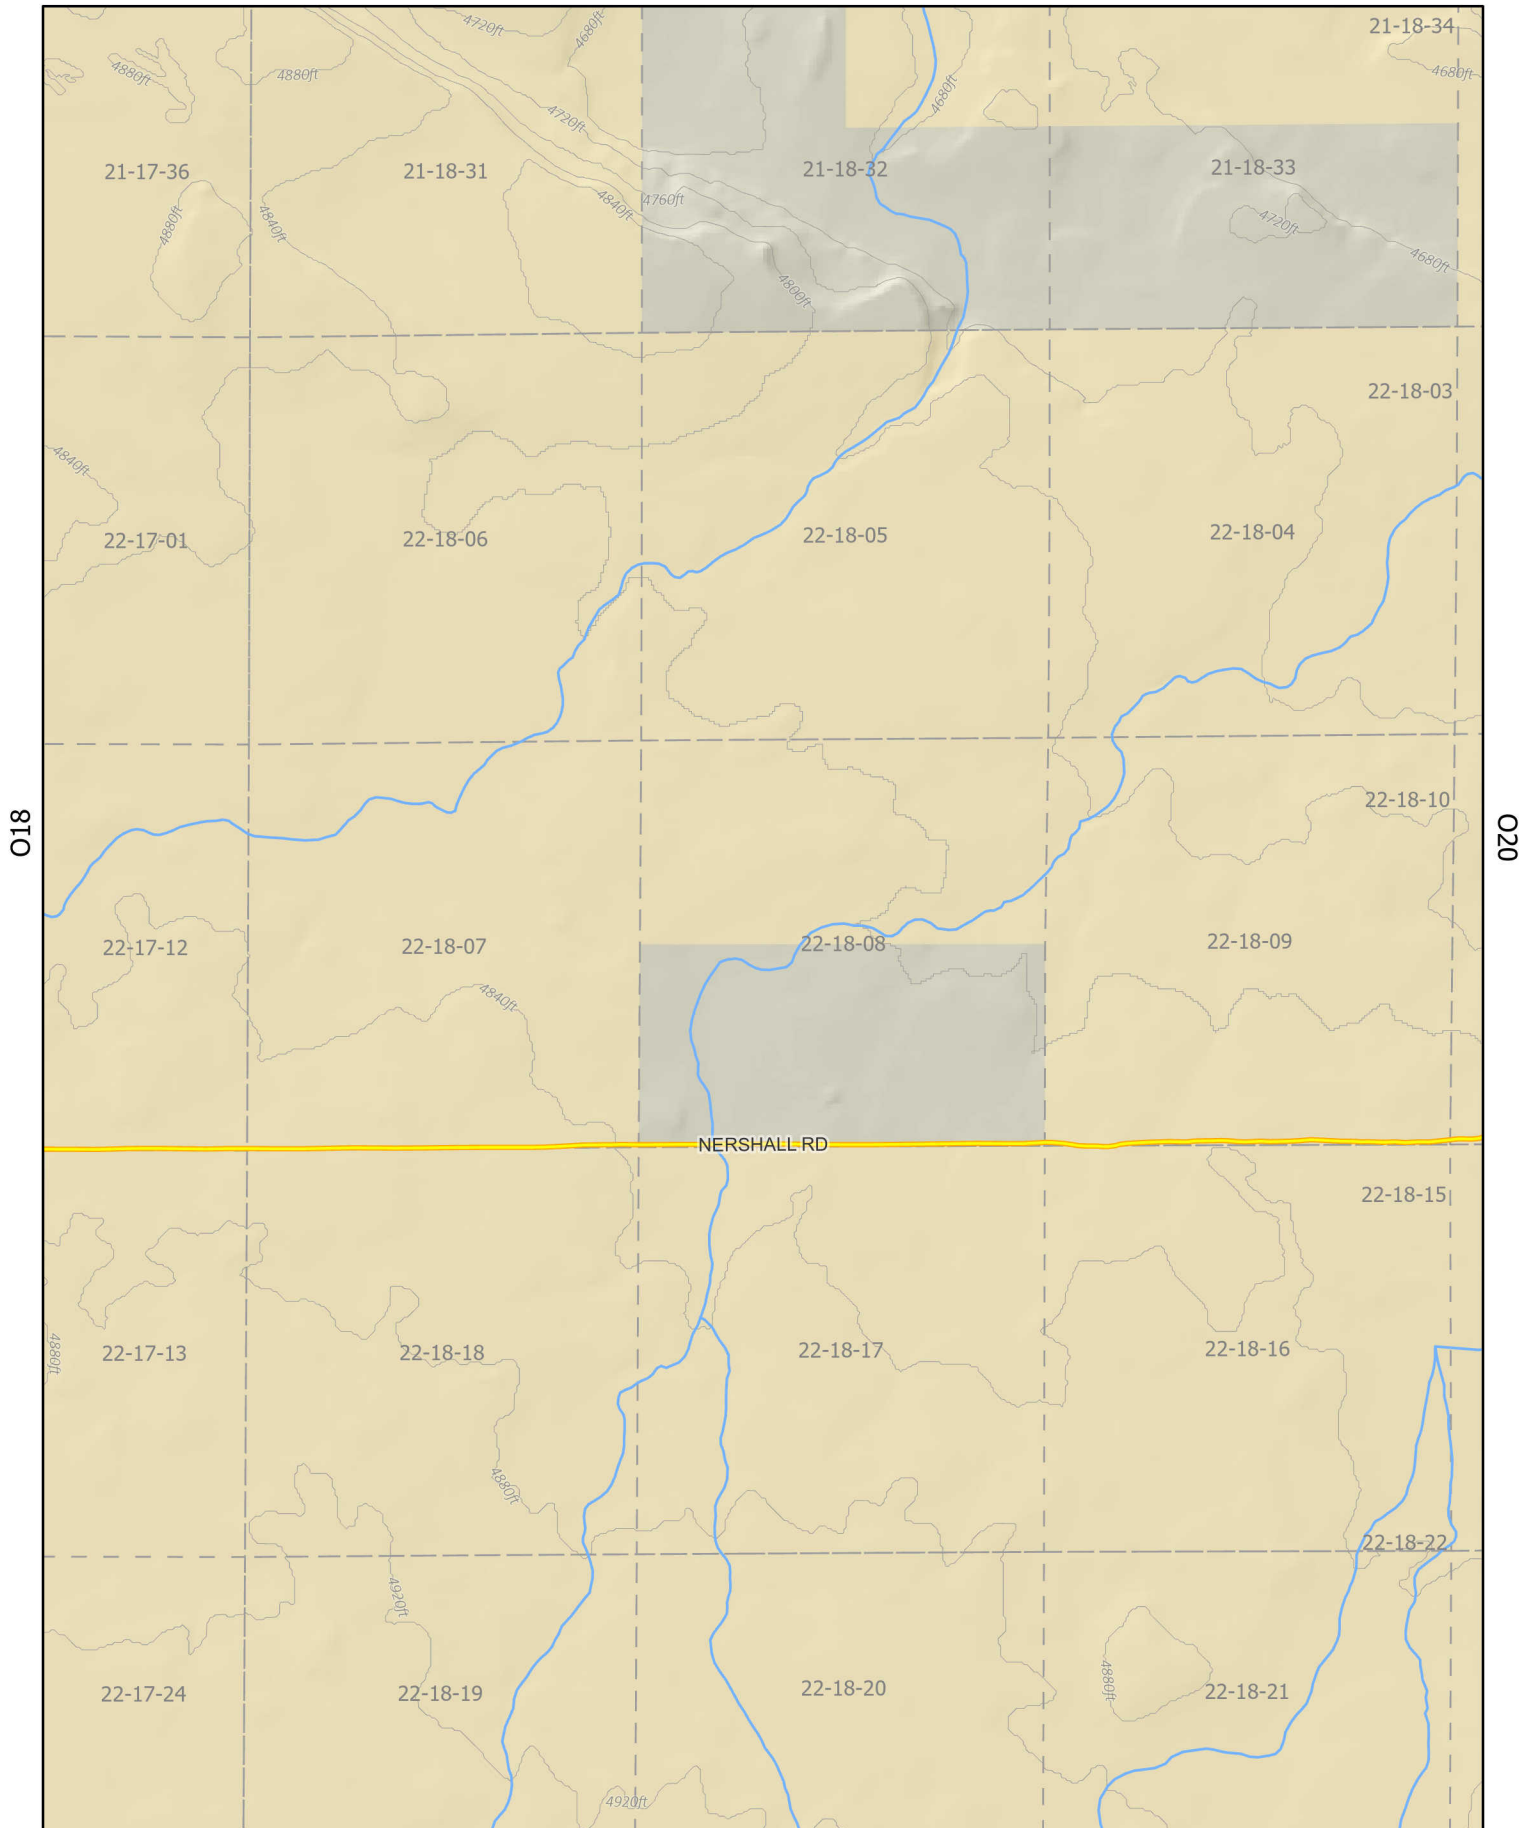 4720ft
4680ft
21-18-34
4880ft
4880ft
4680ft
4720ft
4680ft
21-17-36
21-18-31
21-18-32
21-18-33
4880ft
4840ft
4840ft
4760ft
4720ft
4680ft
4800ft
22-18-03
4840ft
22-17-01
22-18-06
22-18-05
22-18-04
22-18-10
O18
O20
22-17-12
22-18-07
22-18-08
22-18-09
4840ft
NERSHALL RD
22-18-15
4880ft
22-17-13
22-18-18
22-18-17
22-18-16
4880ft
22-18-22
4920ft
22-17-24
22-18-19
22-18-20
4880ft
22-18-21
4920ft